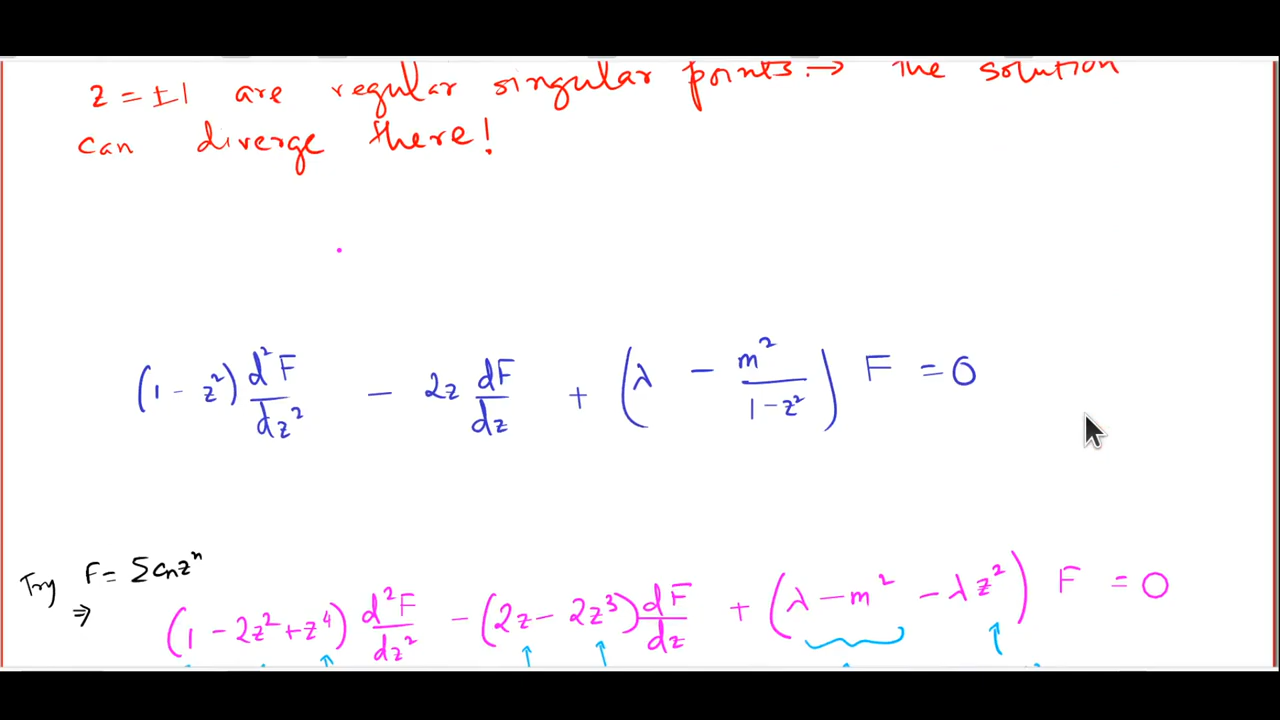 z = ±1 are regular singular points. → The solution
can diverge there!
(1 - z²) d²F/dz² - 2z dF/dz + (λ - m²/(1-z²)) F = 0
Try F = Σcₙzⁿ
⇒ (1 - 2z² + z⁴) d²F/dz² - (2z - 2z³) dF/dz + (λ - m² - λz²) F = 0